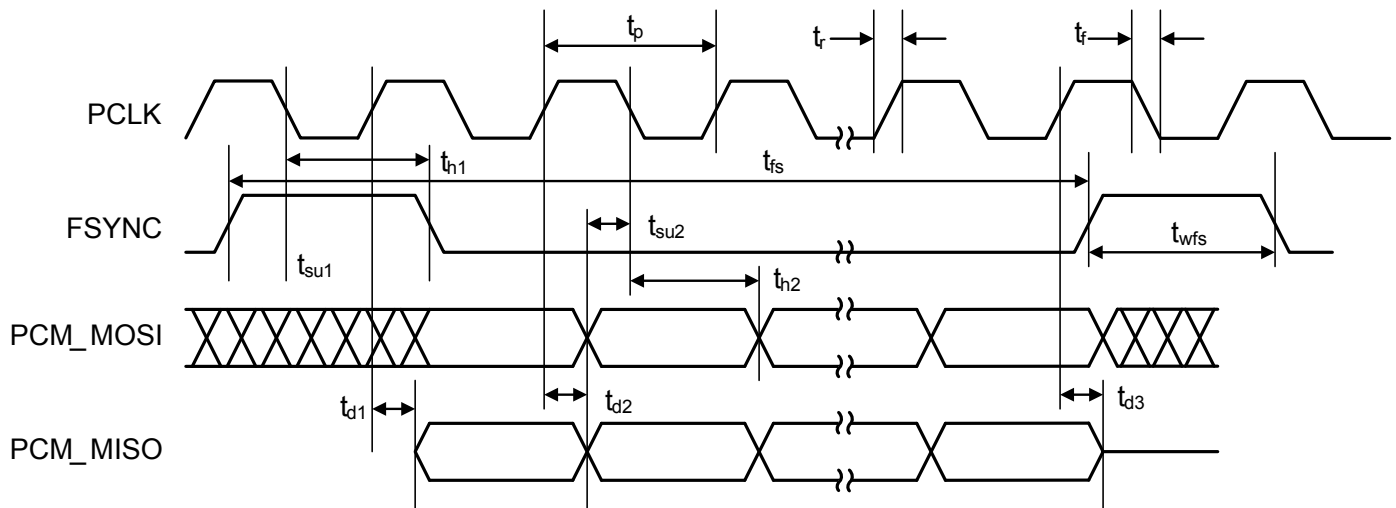 tp
tr
tf
PCLK
th1
tfs
FSYNC
tsu2
twfs
tsu1
th2
PCM_MOSI
td1
td2
td3
PCM_MISO